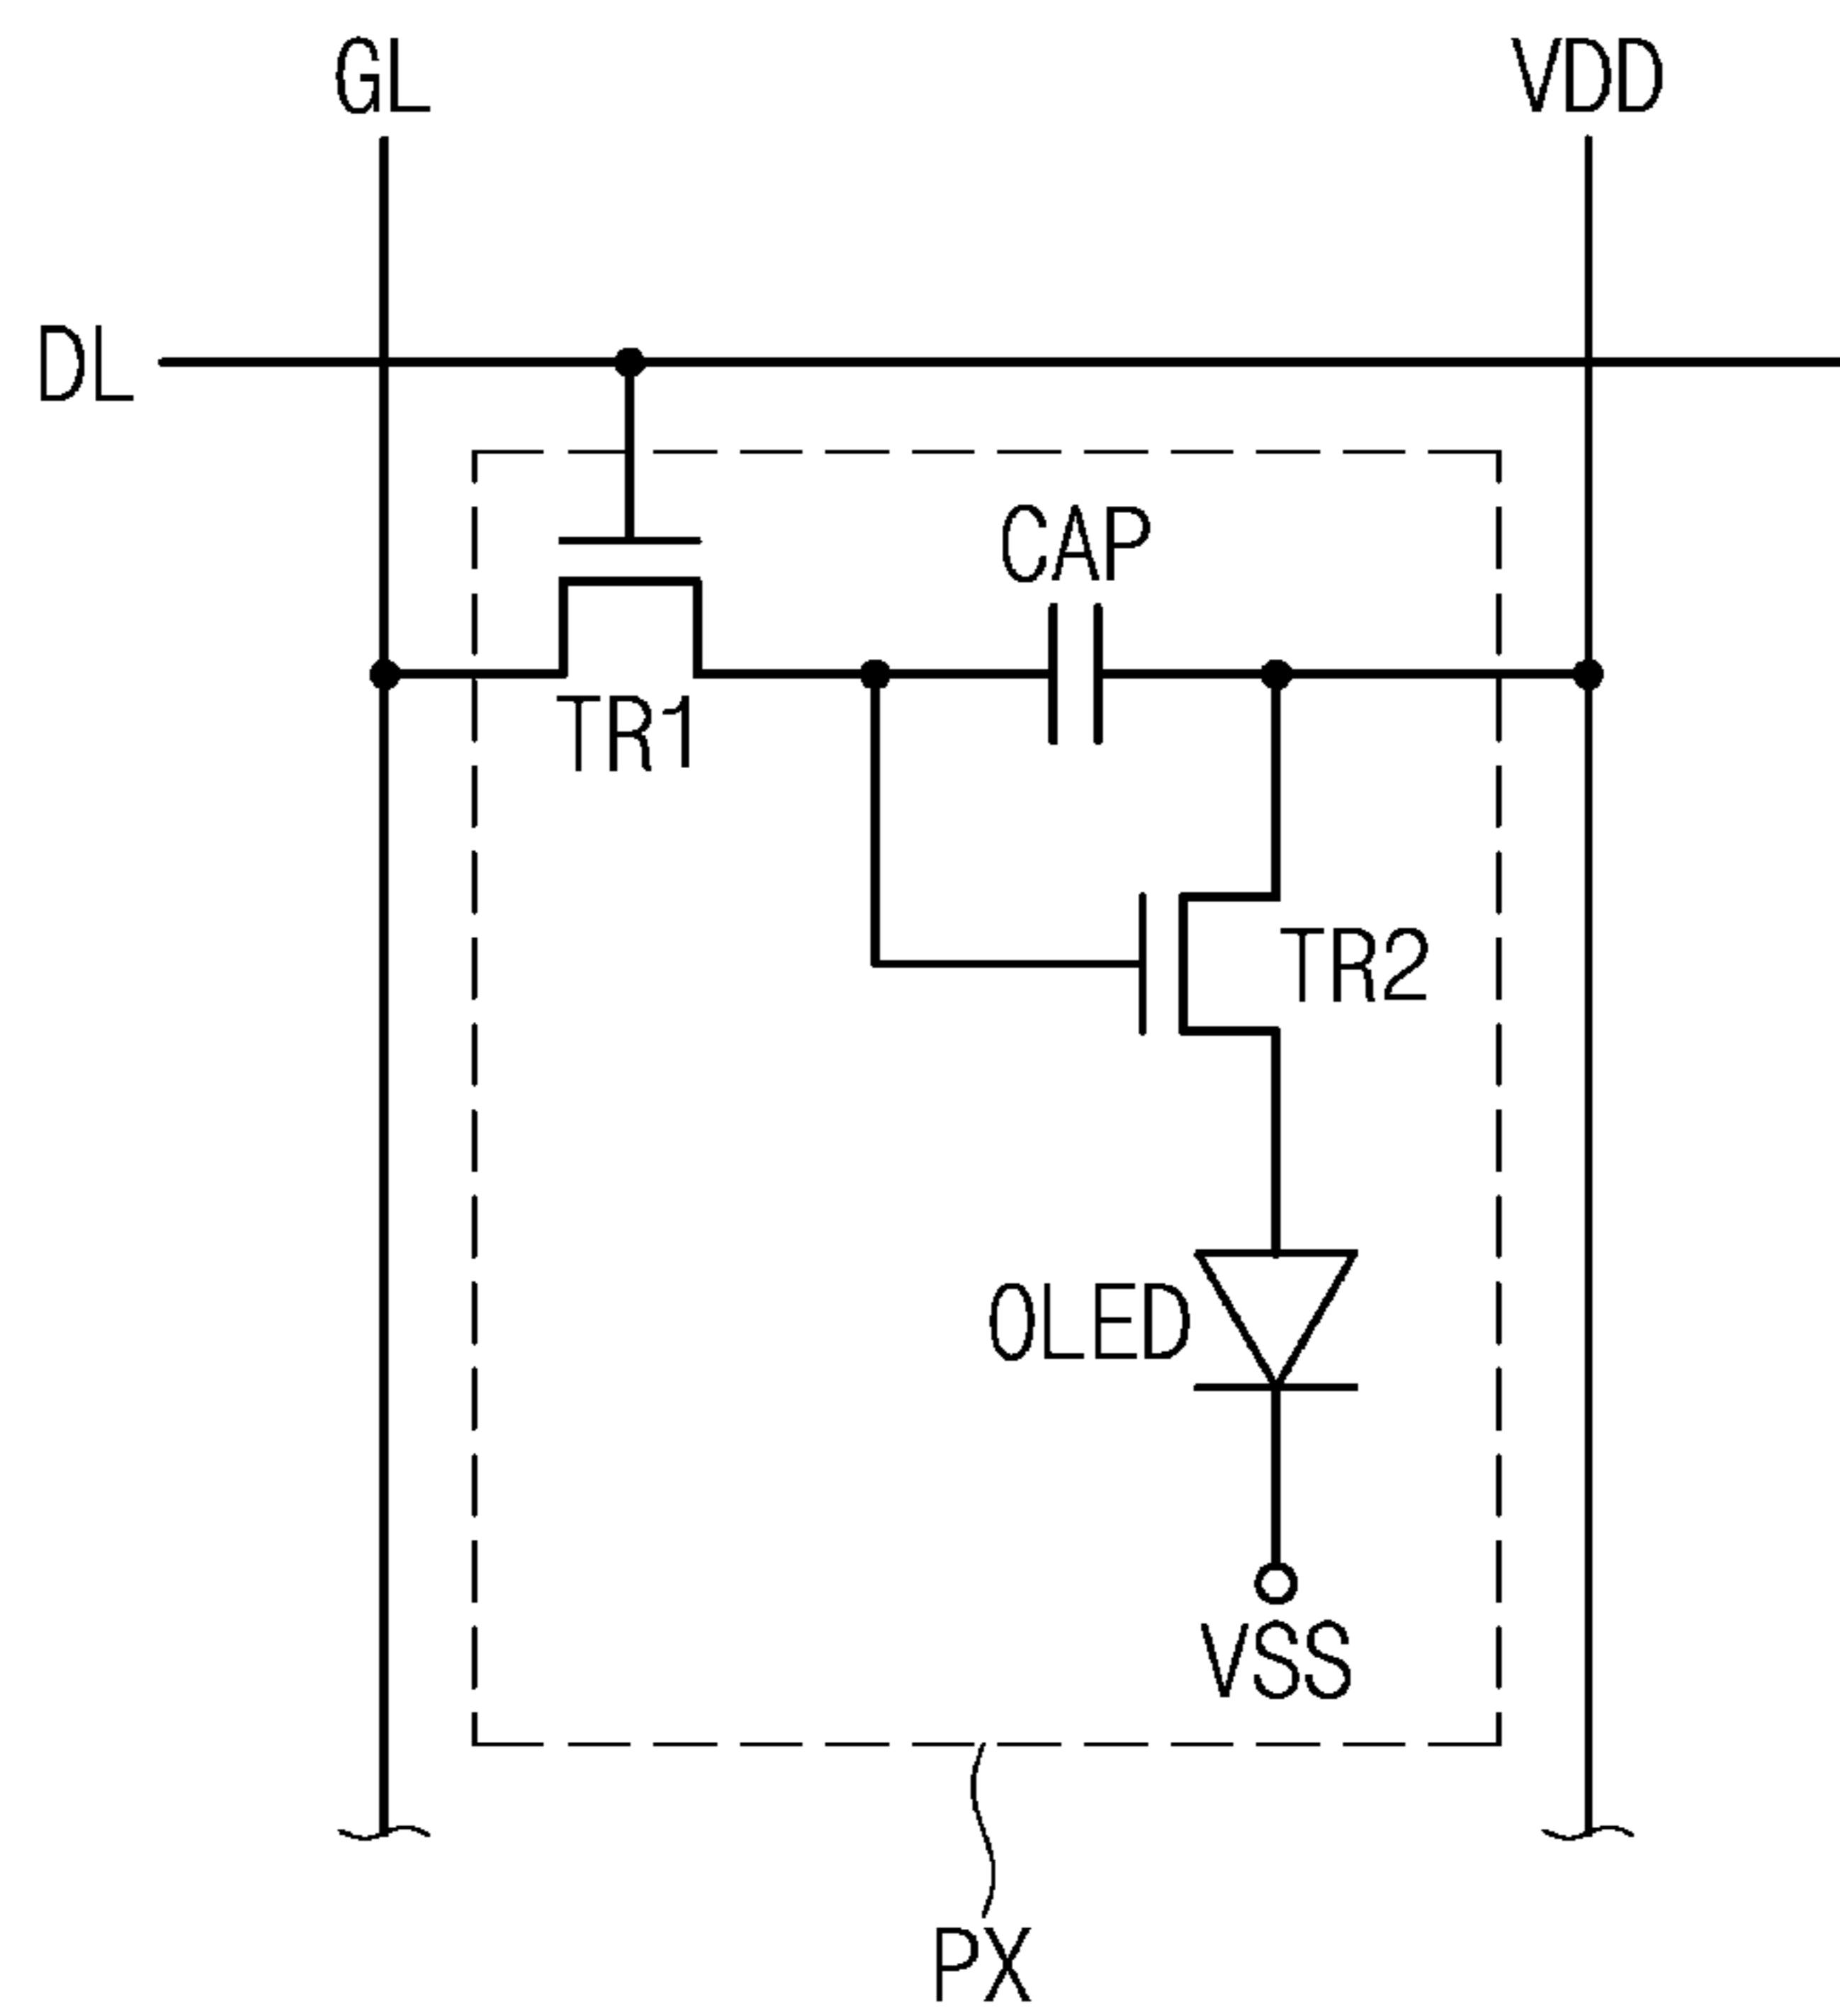 GL
VDD
DL
CAP
TR1
TR2
OLED
VSS
PX